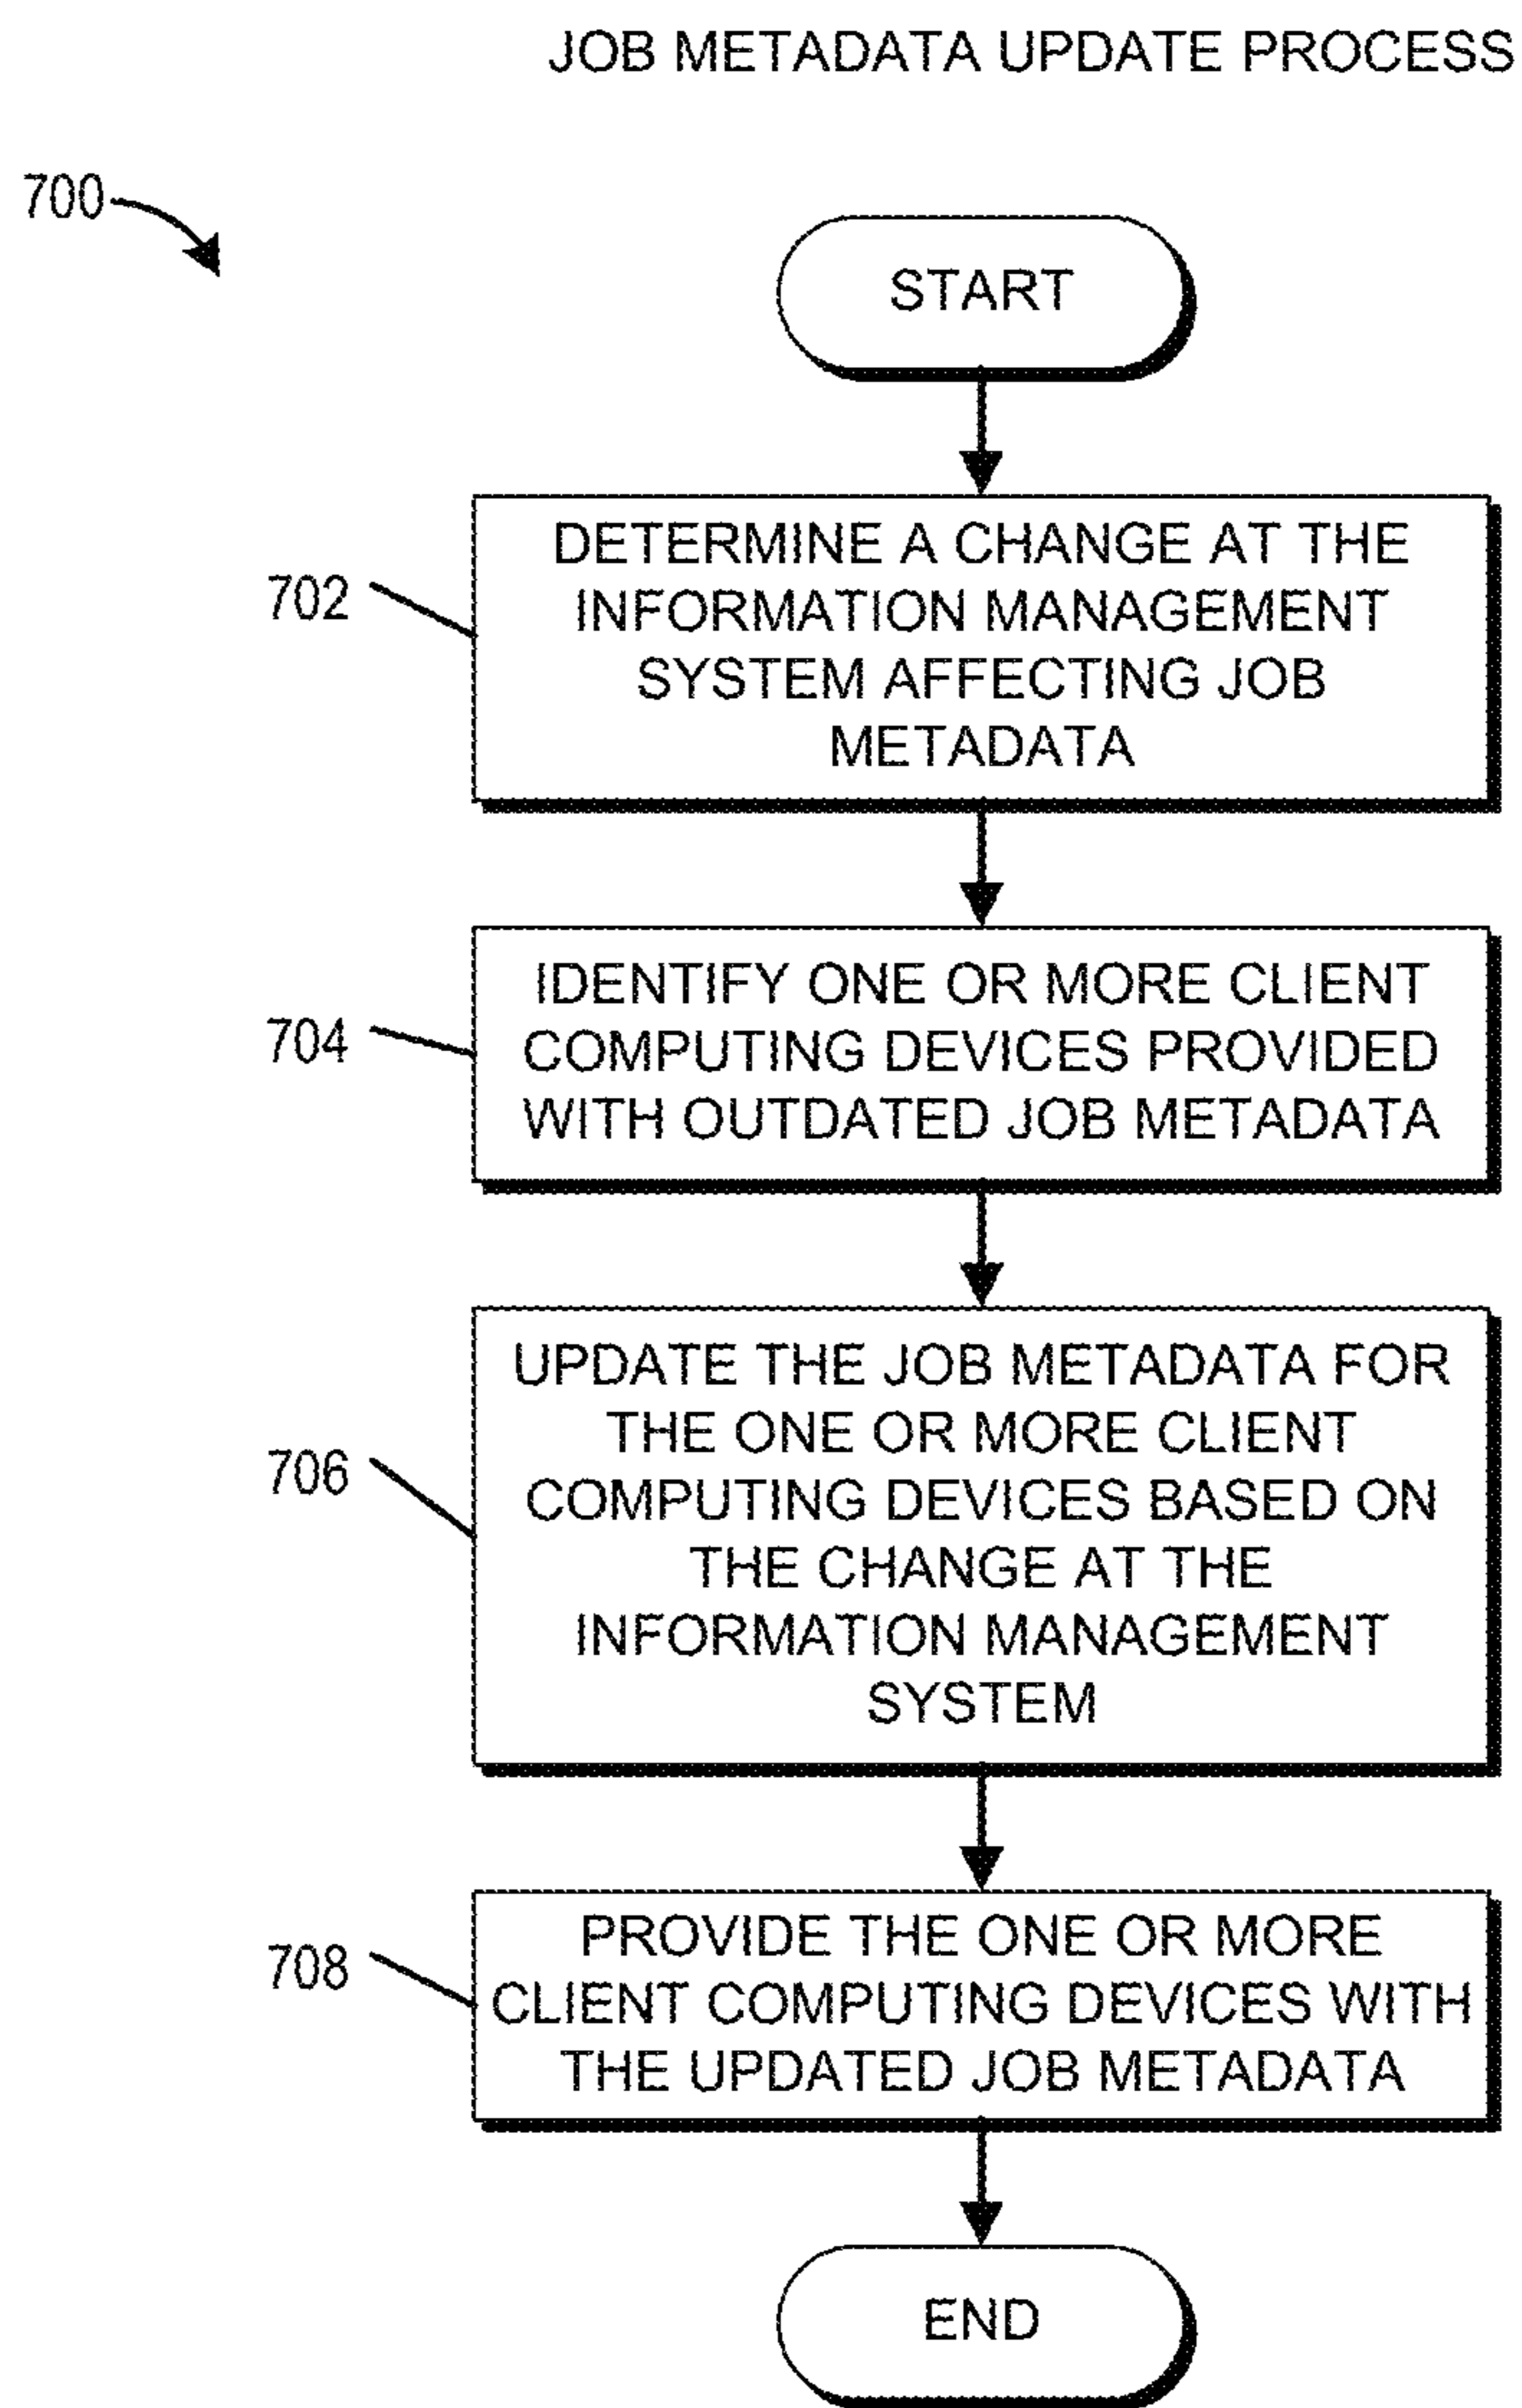 JOB METADATA UPDATE PROCESS
700
START
702
DETERMINE A CHANGE AT THE
INFORMATION MANAGEMENT
SYSTEM AFFECTING JOB
METADATA
704
IDENTIFY ONE OR MORE CLIENT
COMPUTING DEVICES PROVIDED
WITH OUTDATED JOB METADATA
706
UPDATE THE JOB METADATA FOR
THE ONE OR MORE CLIENT
COMPUTING DEVICES BASED ON
THE CHANGE AT THE
INFORMATION MANAGEMENT
SYSTEM
708
PROVIDE THE ONE OR MORE
CLIENT COMPUTING DEVICES WITH
THE UPDATED JOB METADATA
END